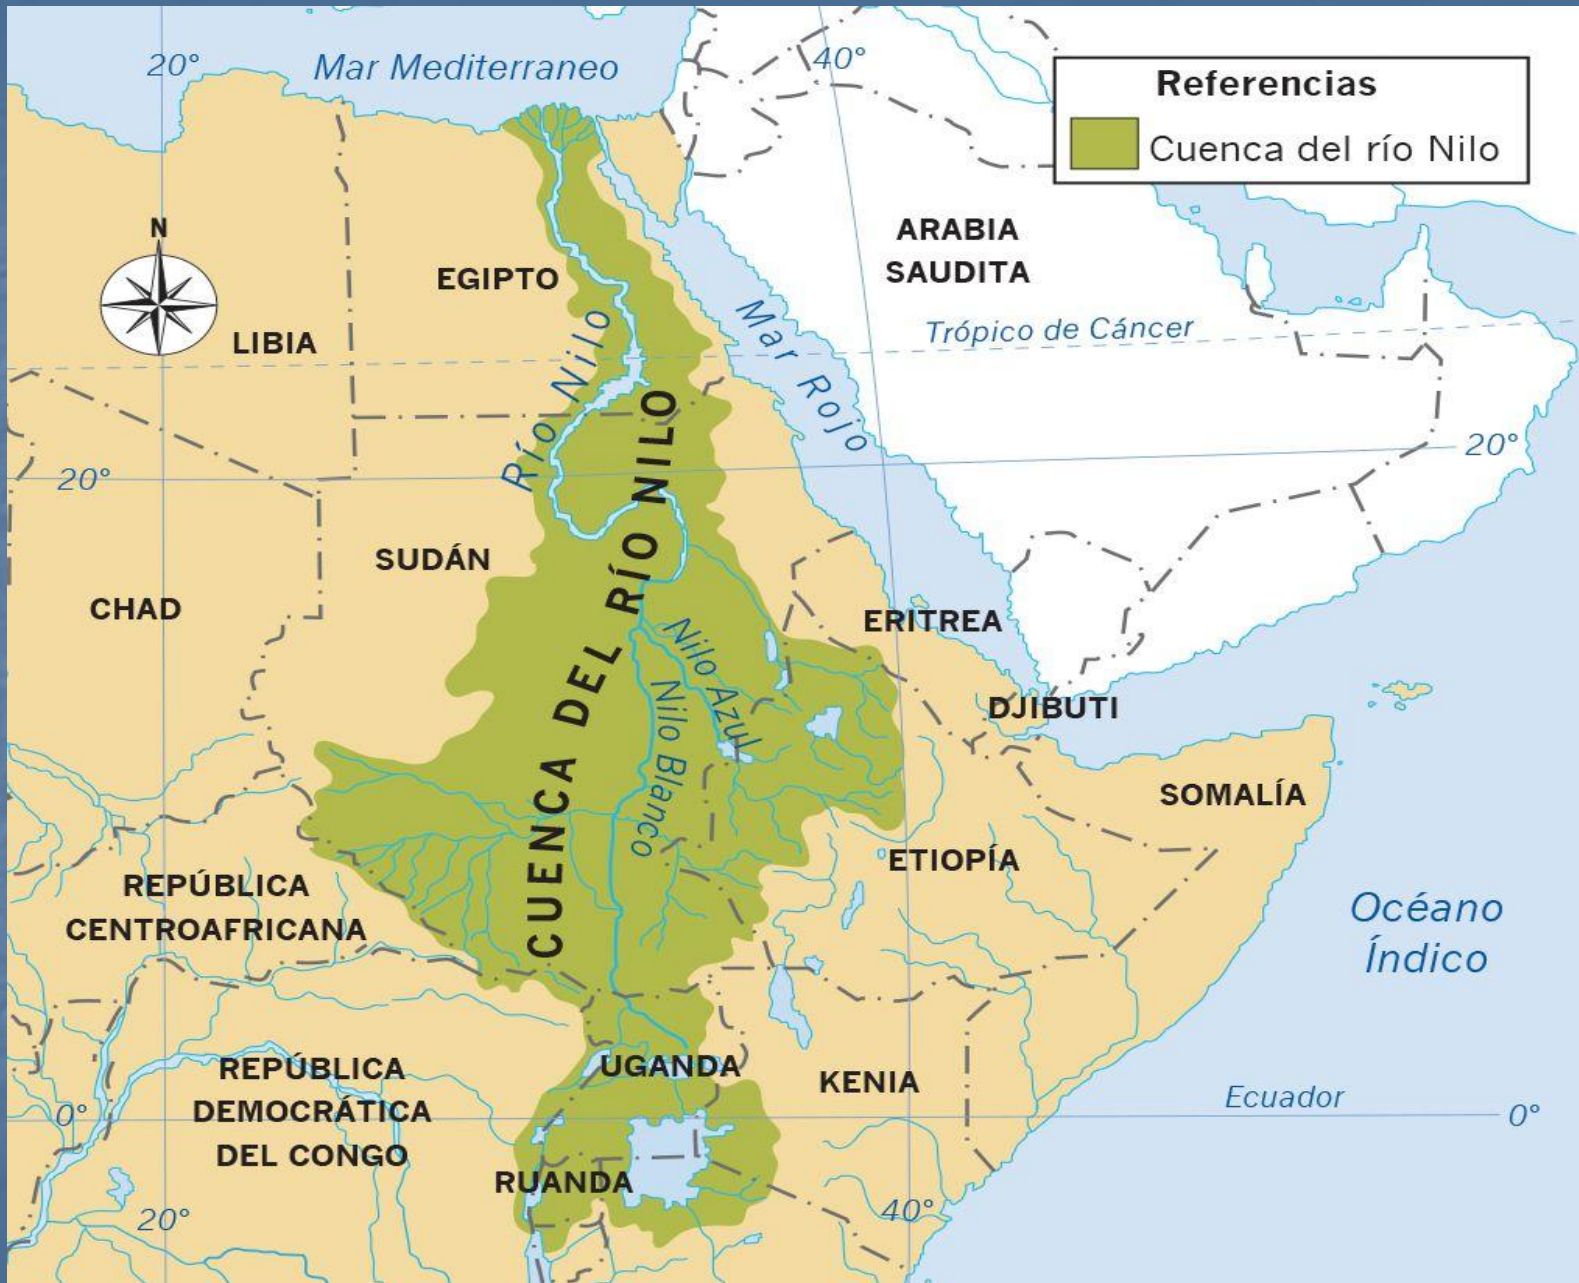 20°
Mar Mediterraneo
40°
Referencias
Cuenca del río Nilo
N
ARABIA
SAUDITA
EGIPTO
LIBIA
Río Nilo
Mar Rojo
Trópico de Cáncer
20°
20°
SUDÁN
CHAD
CUENCA DEL RÍO NILO
ERITREA
Nilo Azul
Nilo Blanco
DJIBUTI
SOMALÍA
ETIOPÍA
REPÚBLICA
CENTROAFRICANA
Océano
Índico
UGANDA
KENIA
REPÚBLICA
DEMOCRÁTICA
DEL CONGO
Ecuador
0°
0°
RUANDA
20°
40°